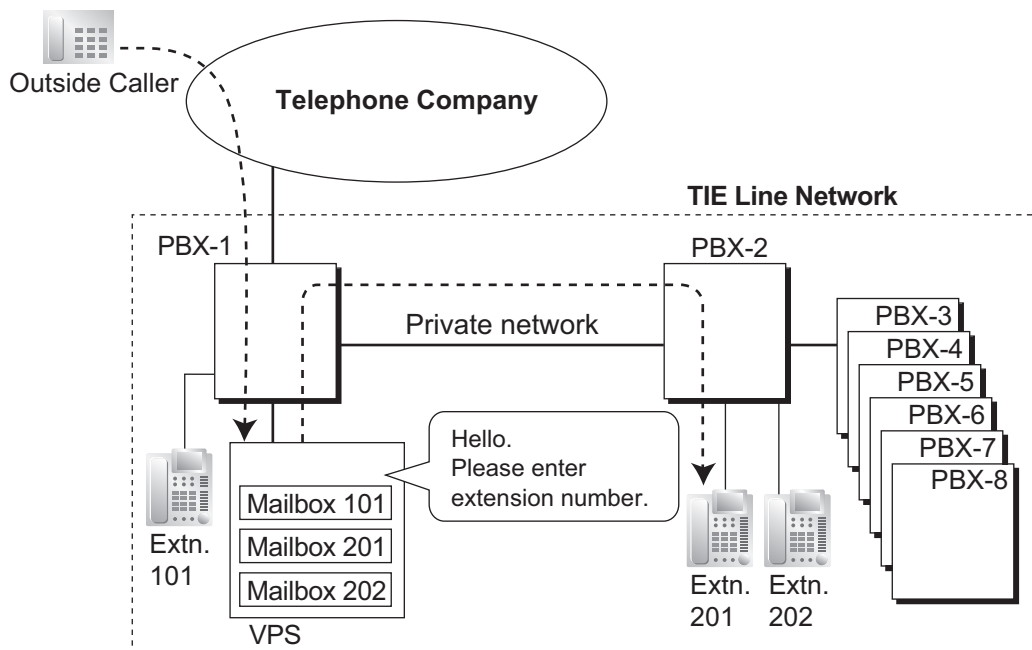 Outside Caller
Telephone Company
TIE Line Network
PBX-1
PBX-2
PBX-3
PBX-4
PBX-5
PBX-6
PBX-7
PBX-8
Private network
Hello.
Please enter
extension number.
Mailbox 101
Mailbox 201
Mailbox 202
VPS
Extn.
101
Extn.
201
Extn.
202